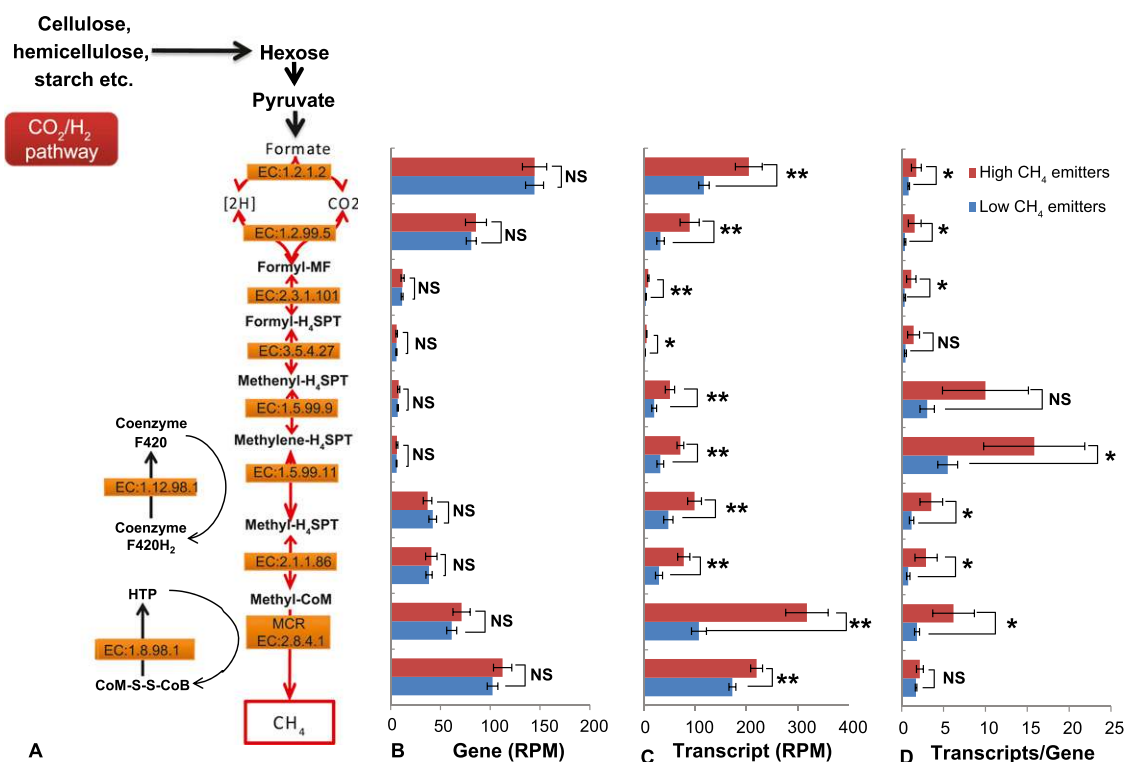 Cellulose,
hemicellulose,
starch etc.
Hexose
Pyruvate
CO2/H2
pathway
Formate
EC:1.2.1.2
[2H]
CO2
EC:1.2.99.5
Formyl-MF
EC:2.3.1.101
Formyl-H4SPT
EC:3.5.4.27
Methenyl-H4SPT
EC:1.5.99.9
Methylene-H4SPT
EC:1.5.99.11
Methyl-H4SPT
EC:2.1.1.86
Methyl-CoM
MCR
EC:2.8.4.1
CH4
Coenzyme
F420
EC:1.12.98.1
Coenzyme
F420H2
HTP
EC:1.8.98.1
CoM-S-S-CoB
A
NS
NS
NS
NS
NS
NS
NS
NS
NS
NS
0 50 100 150 200
B Gene (RPM)
**
**
**
*
**
**
**
**
**
**
0 100 200 300 400
C Transcript (RPM)
High CH4 emitters
Low CH4 emitters
*
*
*
NS
NS
*
*
*
*
NS
0 5 10 15 20 25
D Transcripts/Gene